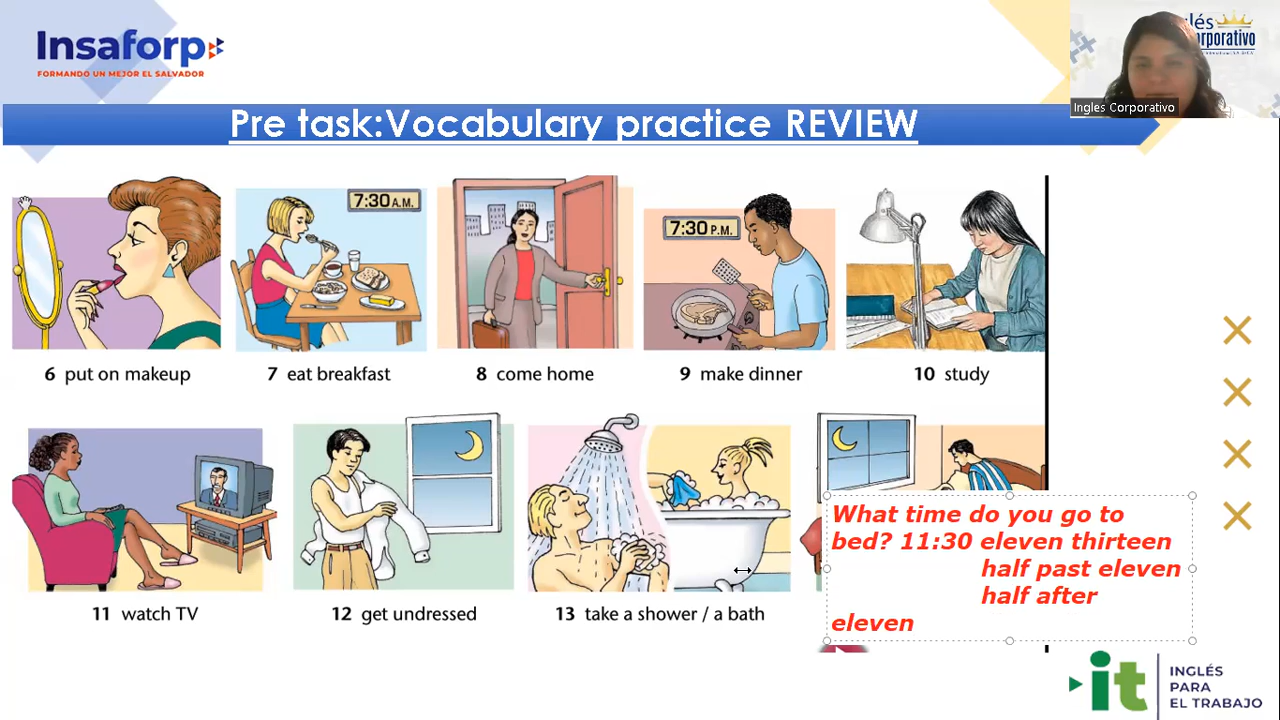 Insaforp
FORMANDO UN MEJOR EL SALVADOR
lés
orporativo
Ingles Corporativo
Pre task:Vocabulary practice REVIEW
7:30 A.M.
7:30 P.M.
6 put on makeup
7 eat breakfast
8 come home
9 make dinner
10 study
11 watch TV
12 get undressed
13 take a shower / a bath
What time do you go to
bed? 11:30 eleven thirteen
half past eleven
half after
eleven
it
INGLÉS
PARA
EL TRABAJO